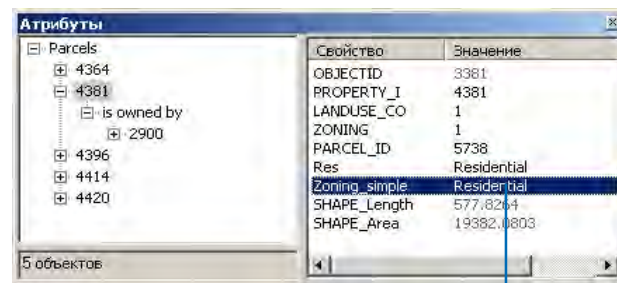 Атрибуты
Parcels
4364
4381
is owned by
2900
4396
4414
4420
5 объектов
Свойство Значение
OBJECTID 3381
PROPERTY_I 4381
LANDUSE_CO 1
ZONING 1
PARCEL_ID 5738
Res Residential
Zoning_simple Residential
SHAPE_Length 577.8264
SHAPE_Area 19382.0803